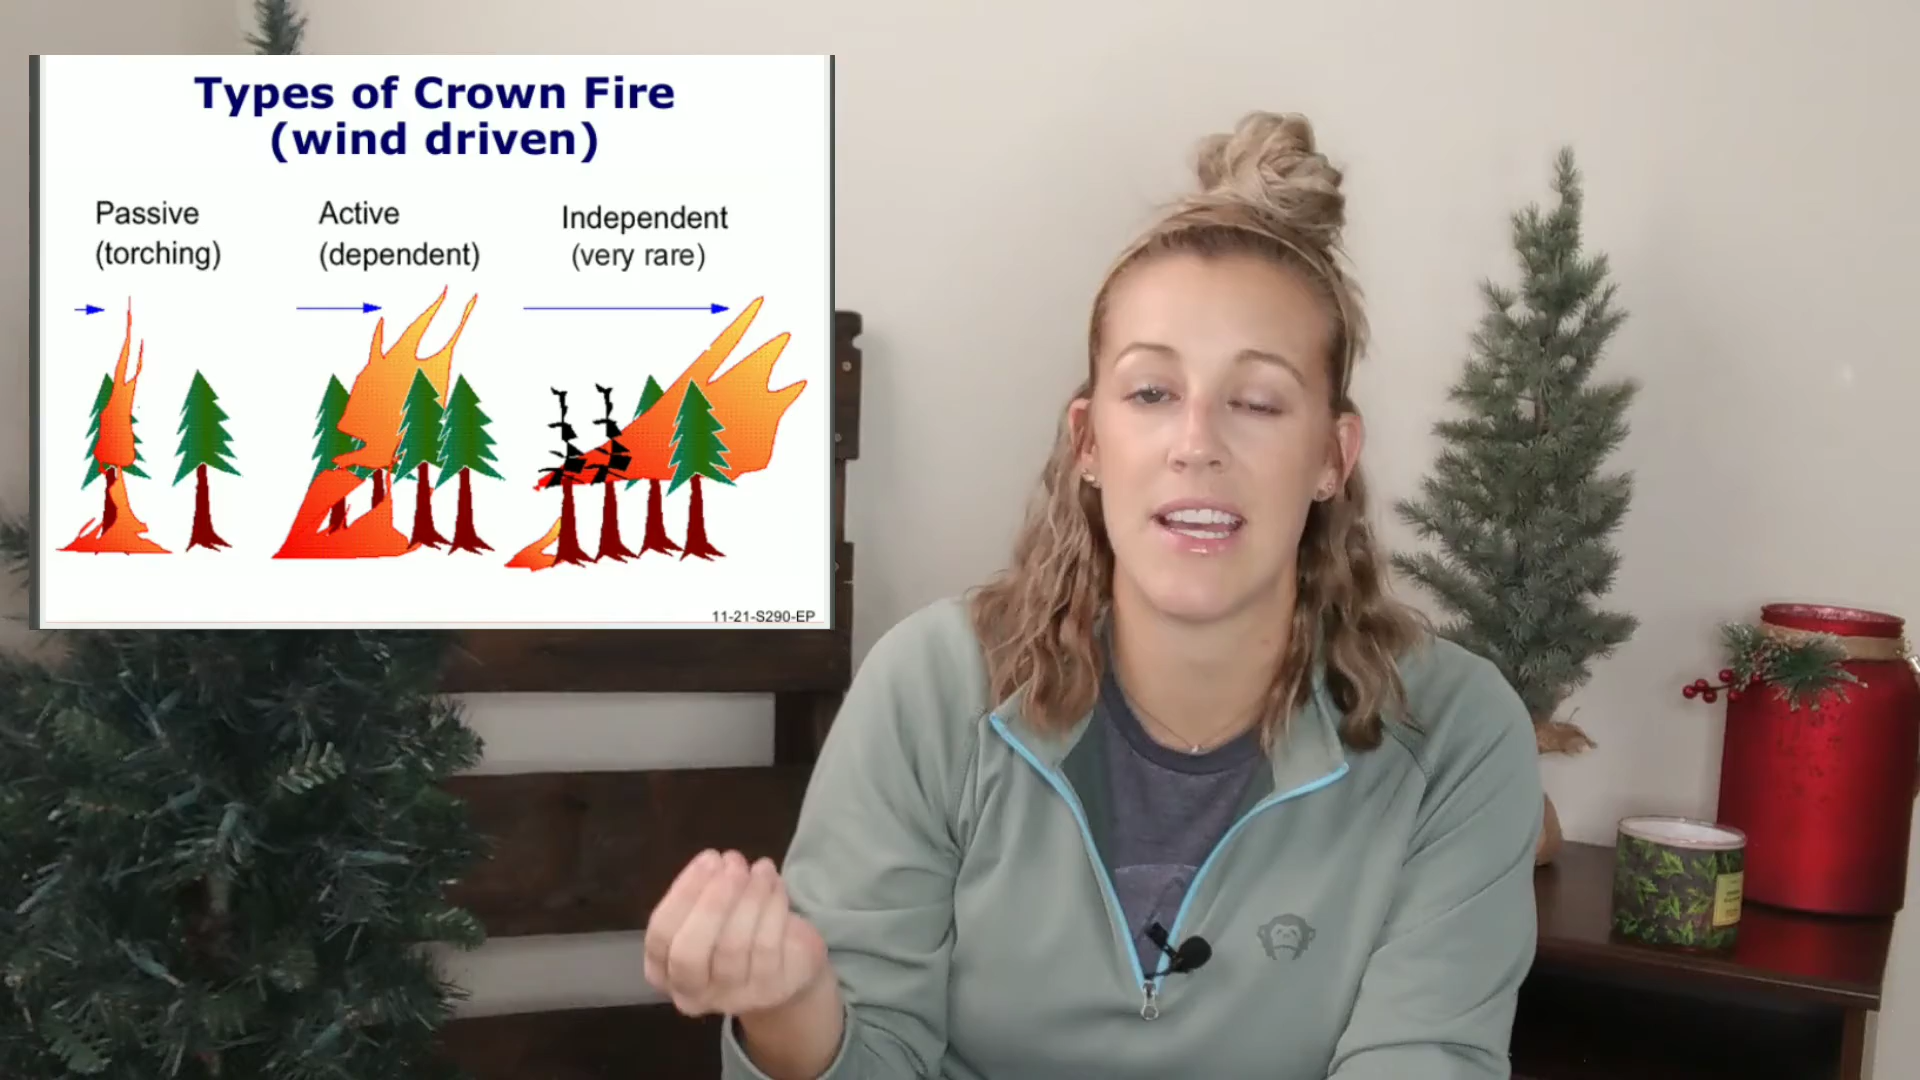 Types of Crown Fire
(wind driven)
Passive
(torching)
Active
(dependent)
Independent
(very rare)
11-21-S290-EP